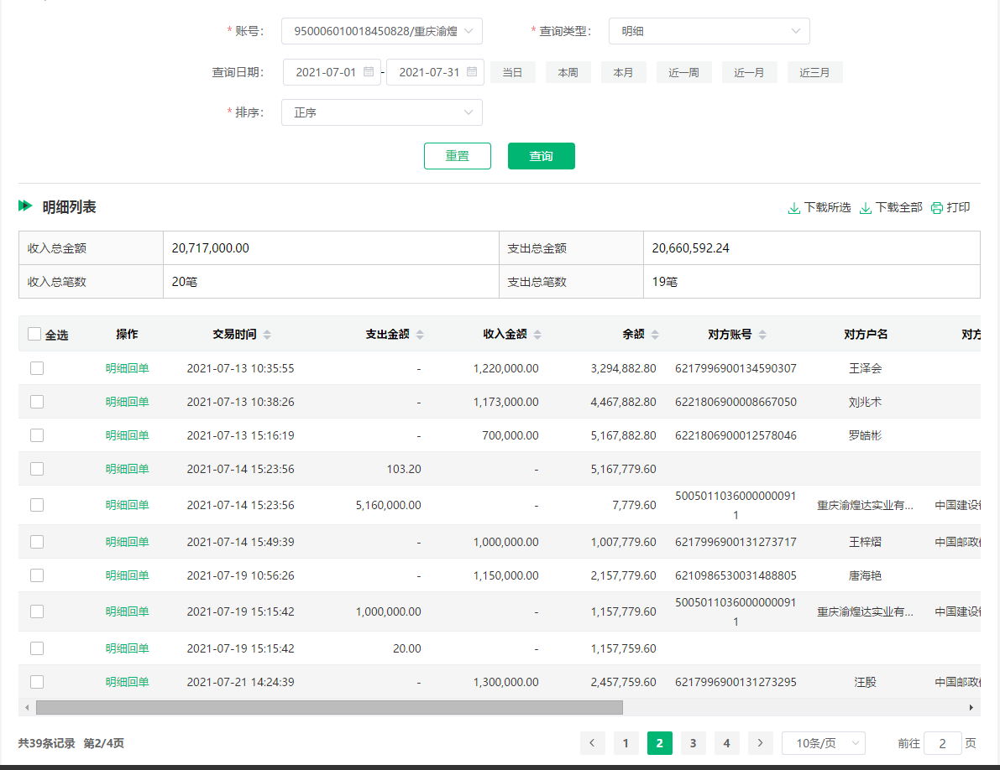 * 账号： 950006010018450828/重庆渝煌 * 查询类型： 明细
查询日期： 2021-07-01 - 2021-07-31 当日 本周 本月 近一周 近一月 近三月
* 排序： 正序
重置 查询
明细列表 下载所选 下载全部 打印
收入总金额 20,717,000.00 支出总金额 20,660,592.24
收入总笔数 20笔 支出总笔数 19笔
全选 操作 交易时间 支出金额 收入金额 余额 对方账号 对方户名 对方
明细回单 2021-07-13 10:35:55 - 1,220,000.00 3,294,882.80 6217996900134590307 王泽会
明细回单 2021-07-13 10:38:26 - 1,173,000.00 4,467,882.80 6221806900008667050 刘兆术
明细回单 2021-07-13 15:16:19 - 700,000.00 5,167,882.80 6221806900012578046 罗皓彬
明细回单 2021-07-14 15:23:56 103.20 - 5,167,779.60
明细回单 2021-07-14 15:23:56 5,160,000.00 - 7,779.60 50050110360000000911 重庆渝煌达实业有... 中国建设银
明细回单 2021-07-14 15:49:39 - 1,000,000.00 1,007,779.60 6217996900131273717 王梓熠 中国邮政
明细回单 2021-07-19 10:56:26 - 1,150,000.00 2,157,779.60 6210986530031488805 唐海艳
明细回单 2021-07-19 15:15:42 1,000,000.00 - 1,157,779.60 50050110360000000911 重庆渝煌达实业有... 中国建设银
明细回单 2021-07-19 15:15:42 20.00 - 1,157,759.60
明细回单 2021-07-21 14:24:39 - 1,300,000.00 2,457,759.60 6217996900131273295 汪殷 中国邮政
共39条记录 第2/4页 1 2 3 4 10条/页 前往 2 页